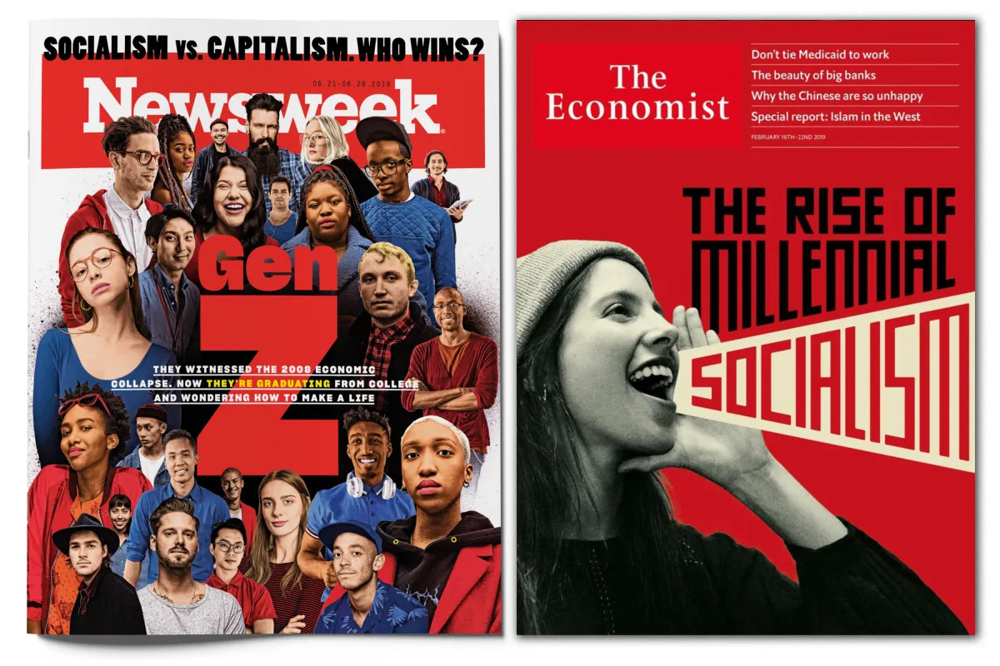 SOCIALISM vs. CAPITALISM. WHO WINS?
06.21-06.28.2019
Newsweek
Gen
Z
THEY WITNESSED THE 2008 ECONOMIC
COLLAPSE. NOW THEY'RE GRADUATING FROM COLLEGE
AND WONDERING HOW TO MAKE A LIFE
The
Economist
Don't tie Medicaid to work
The beauty of big banks
Why the Chinese are so unhappy
Special report: Islam in the West
FEBRUARY 16TH–22ND 2019
THE RISE OF
MILLENNIAL
SOCIALISM